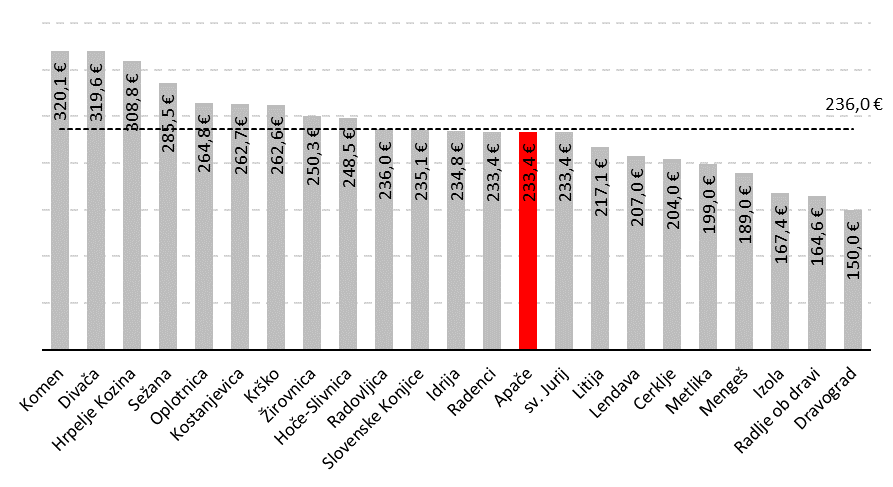 236,0 €
320,1 €
319,6 €
308,8 €
285,5 €
264,8 €
262,7 €
262,6 €
250,3 €
248,5 €
236,0 €
235,1 €
234,8 €
233,4 €
233,4 €
233,4 €
217,1 €
207,0 €
204,0 €
199,0 €
189,0 €
167,4 €
164,6 €
150,0 €
Komen
Divača
Hrpelje Kozina
Sežana
Oplotnica
Kostanjevica
Krško
Žirovnica
Hoče-Slivnica
Radovljica
Slovenske Konjice
Idrija
Radenci
Apače
sv. Jurij
Litija
Lendava
Cerklje
Metlika
Mengeš
Izola
Radlje ob dravi
Dravograd